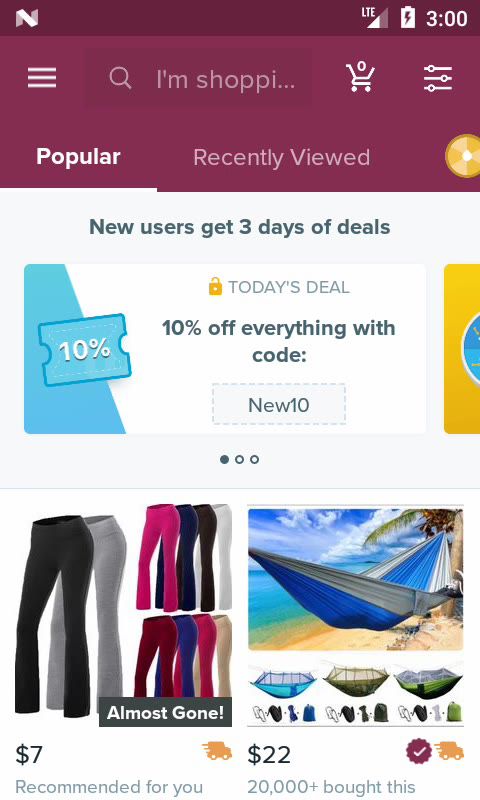 LTE
3:00
I'm shoppi...
0
Popular
Recently Viewed
New users get 3 days of deals
TODAY'S DEAL
10%
10% off everything with
code:
New10
Almost Gone!
$7
$22
Recommended for you
20,000+ bought this